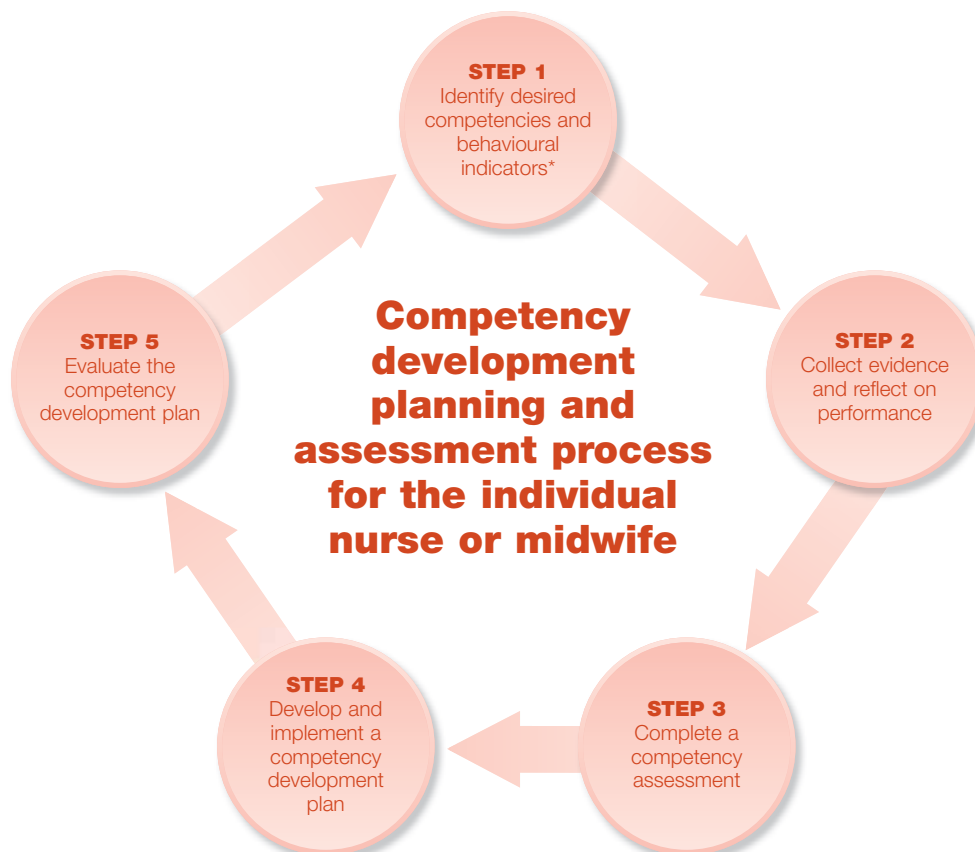 STEP 1
Identify desired
competencies and
behavioural
indicators*
STEP 2
Collect evidence
and reflect on
performance
STEP 3
Complete a
competency
assessment
STEP 4
Develop and
implement a
competency
development
plan
STEP 5
Evaluate the
competency
development plan
Competency
development
planning and
assessment process
for the individual
nurse or midwife